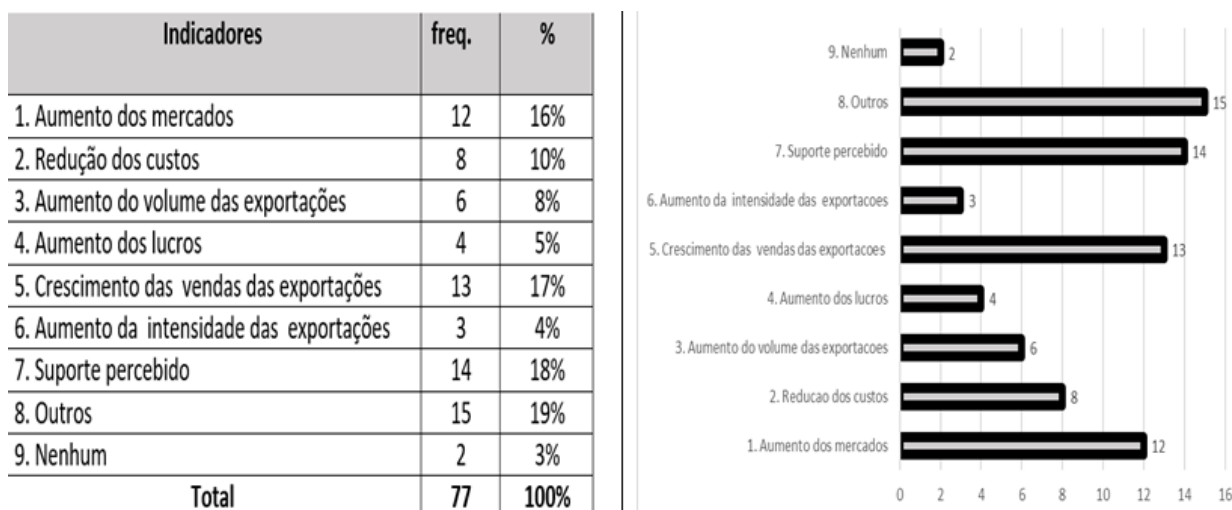 Indicadores freq. %
1. Aumento dos mercados 12 16%
2. Redução dos custos 8 10%
3. Aumento do volume das exportações 6 8%
4. Aumento dos lucros 4 5%
5. Crescimento das vendas das exportações 13 17%
6. Aumento da intensidade das exportações 3 4%
7. Suporte percebido 14 18%
8. Outros 15 19%
9. Nenhum 2 3%
Total 77 100%
9. Nenhum 2
8. Outros 15
7. Suporte percebido 14
6. Aumento da intensidade das exportacoes 3
5. Crescimento das vendas das exportacoes 13
4. Aumento dos lucros 4
3. Aumento do volume das exportacoes 6
2. Reducao dos custos 8
1. Aumento dos mercados 12
0 2 4 6 8 10 12 14 16